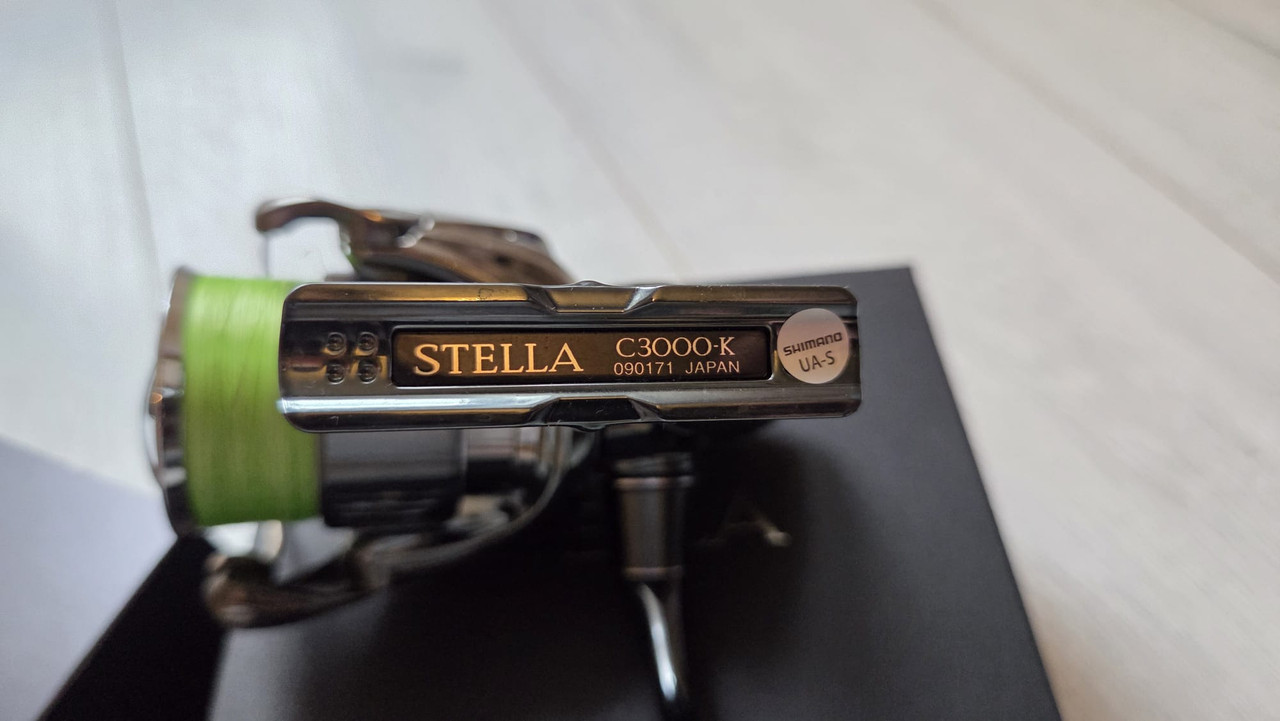 STELLA
C3000-K
090171 JAPAN
SHIMANO
UA-S